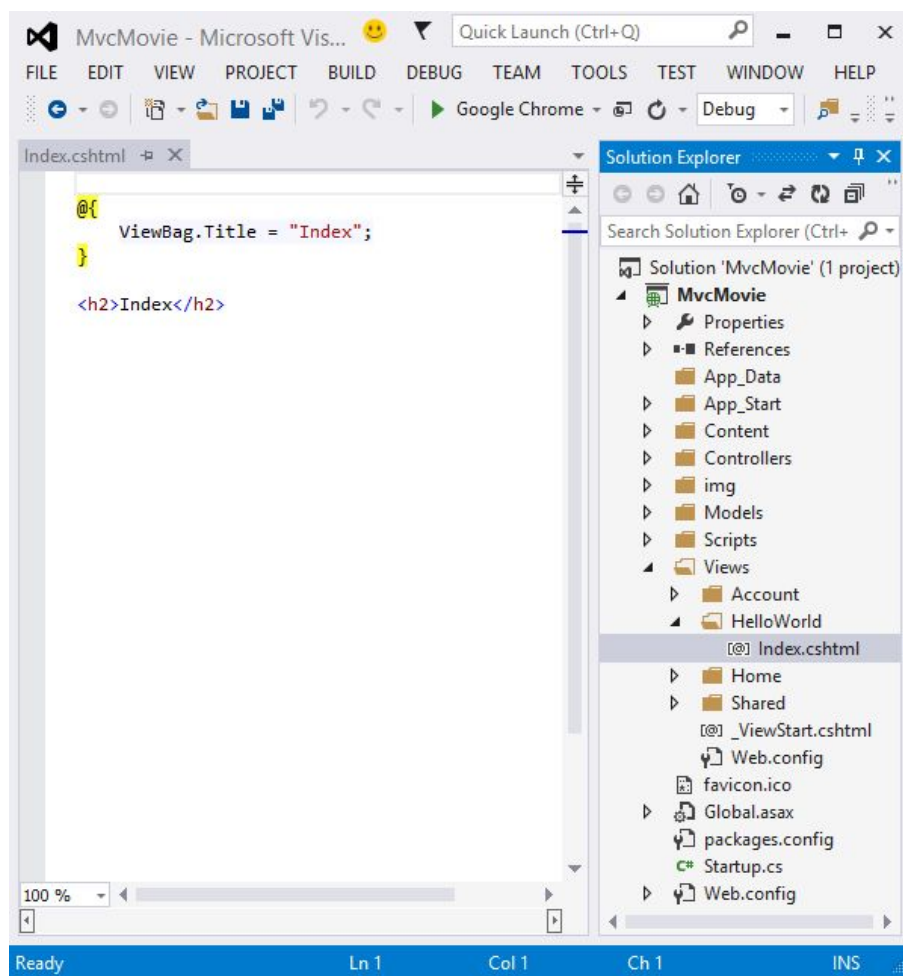 MvcMovie - Microsoft Vis...
Quick Launch (Ctrl+Q)
FILE EDIT VIEW PROJECT BUILD DEBUG TEAM TOOLS TEST WINDOW HELP
Google Chrome Debug
Index.cshtml
@{
ViewBag.Title = "Index";
}
<h2>Index</h2>
100 %
Solution Explorer
Search Solution Explorer (Ctrl+
Solution 'MvcMovie' (1 project)
MvcMovie
Properties
References
App_Data
App_Start
Content
Controllers
img
Models
Scripts
Views
Account
HelloWorld
[@] Index.cshtml
Home
Shared
[@] _ViewStart.cshtml
Web.config
favicon.ico
Global.asax
packages.config
C# Startup.cs
Web.config
Ready Ln 1 Col 1 Ch 1 INS